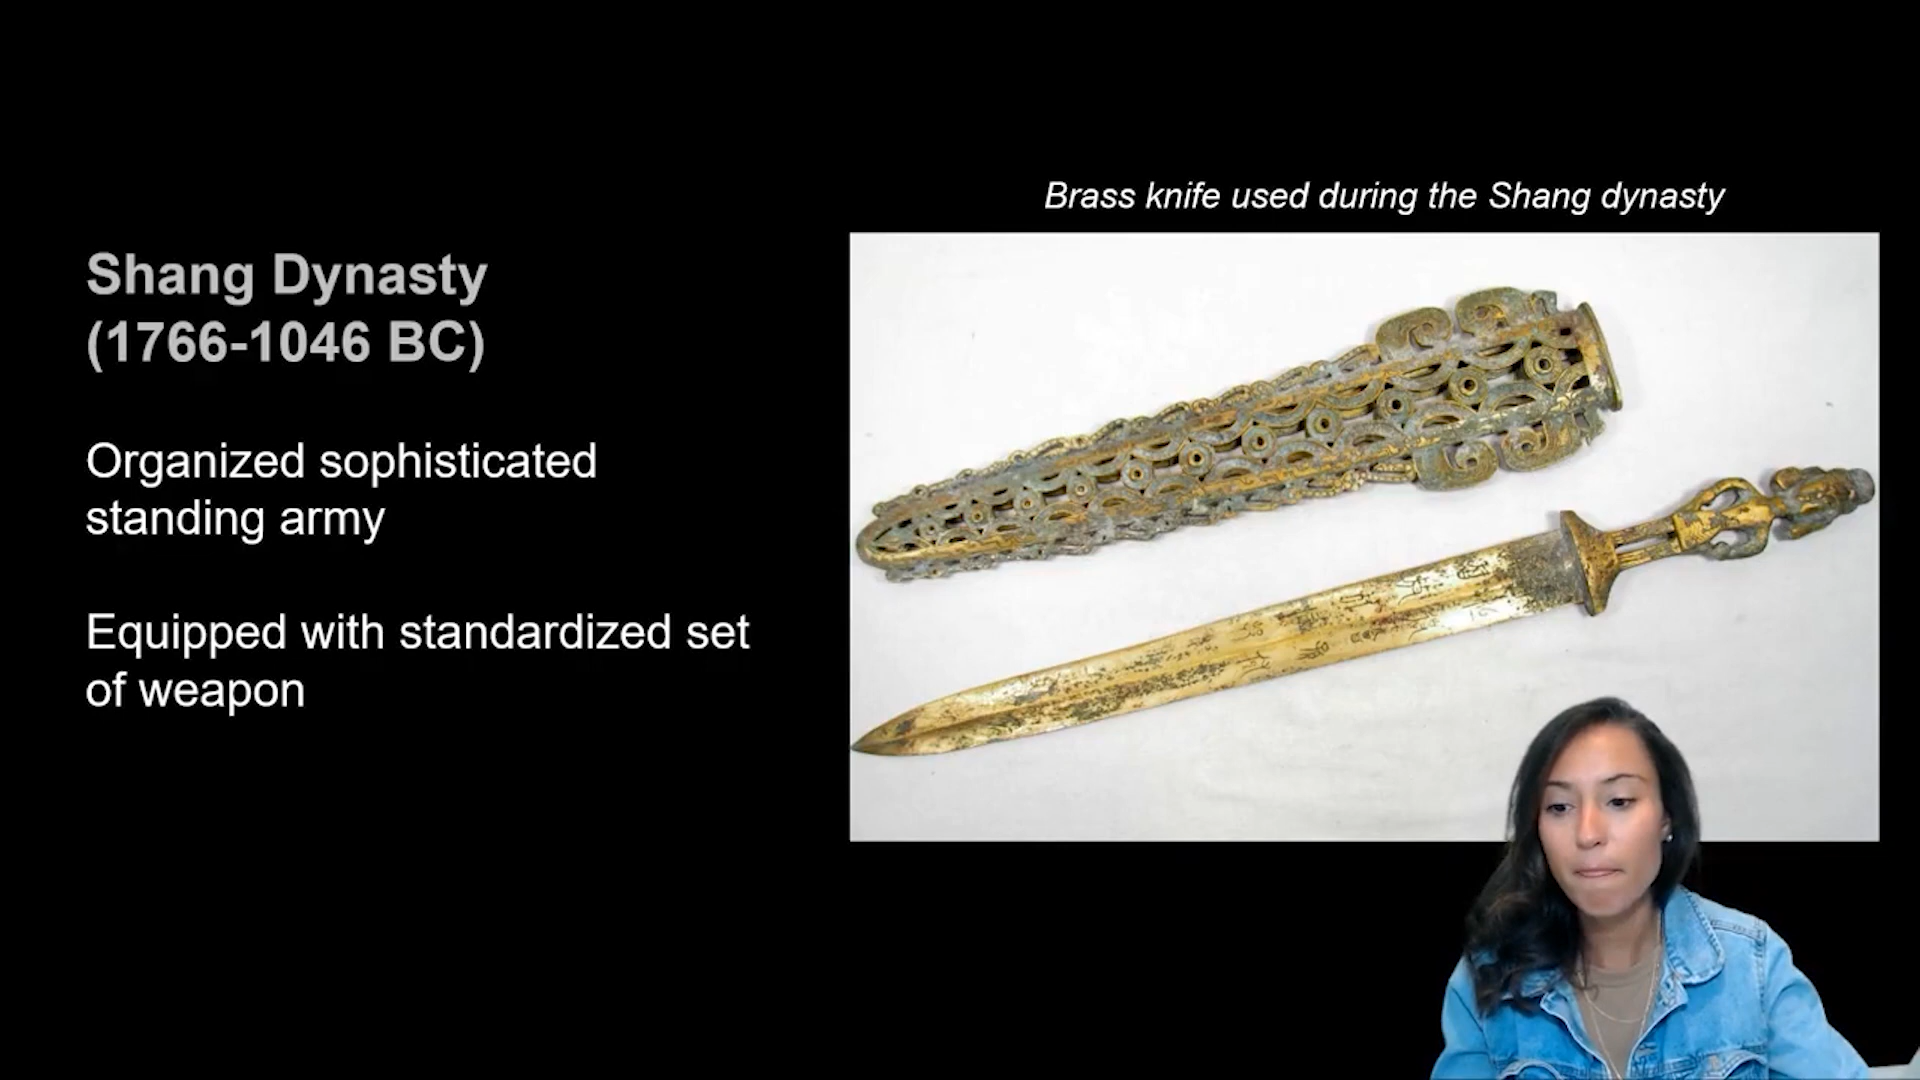 Brass knife used during the Shang dynasty
Shang Dynasty
(1766-1046 BC)
Organized sophisticated
standing army
Equipped with standardized set
of weapon